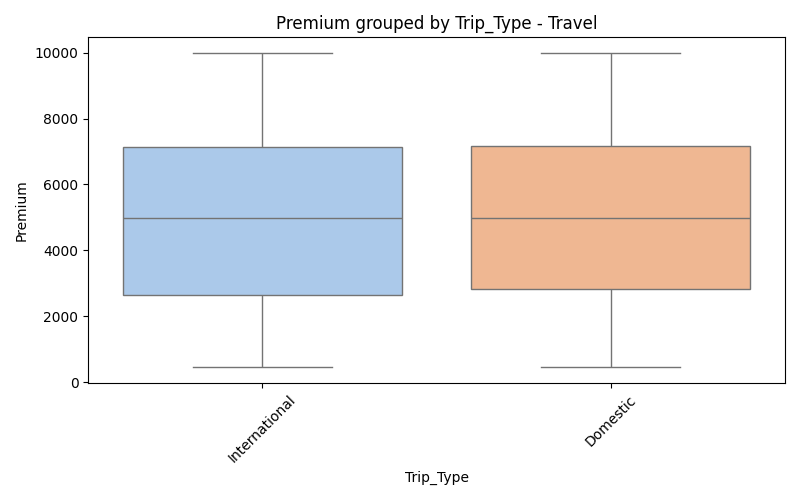 Premium grouped by Trip_Type - Travel
10000
8000
6000
4000
2000
0
Premium
International
Domestic
Trip_Type